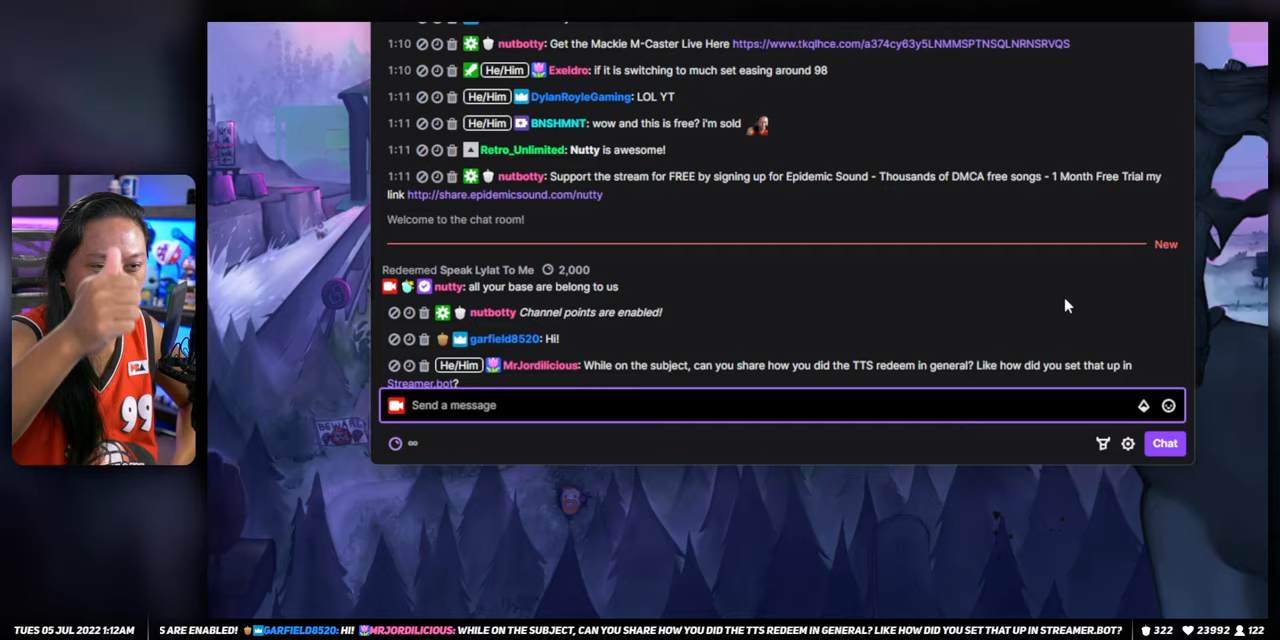 1:10 nutbotty: Get the Mackie M-Caster Live Here https://www.tkqlhce.com/a374cy63y5LNMMSPTNSQLNRNSRVQS
1:10 He/Him Exeldro: if it is switching to much set easing around 98
1:11 He/Him DylanRoyleGaming: LOL YT
1:11 He/Him BNSHMNT: wow and this is free? i'm sold
1:11 Retro_Unlimited: Nutty is awesome!
1:11 nutbotty: Support the stream for FREE by signing up for Epidemic Sound - Thousands of DMCA free songs - 1 Month Free Trial my
link http://share.epidemicsound.com/nutty
Welcome to the chat room!
New
Redeemed Speak Lylat To Me 2,000
nutty: all your base are belong to us
nutbotty Channel points are enabled!
garfield8520: Hi!
He/Him MrJordilicious: While on the subject, can you share how you did the TTS redeem in general? Like how did you set that up in
Streamer.bot?
Send a message
Chat
99
BEWARE
TUES 05 JUL 2022 1:12AM S ARE ENABLED! GARFIELD8520: HI! MRJORDILICIOUS: WHILE ON THE SUBJECT, CAN YOU SHARE HOW YOU DID THE TTS REDEEM IN GENERAL? LIKE HOW DID YOU SET THAT UP IN STREAMER.BOT? 322 23992 122